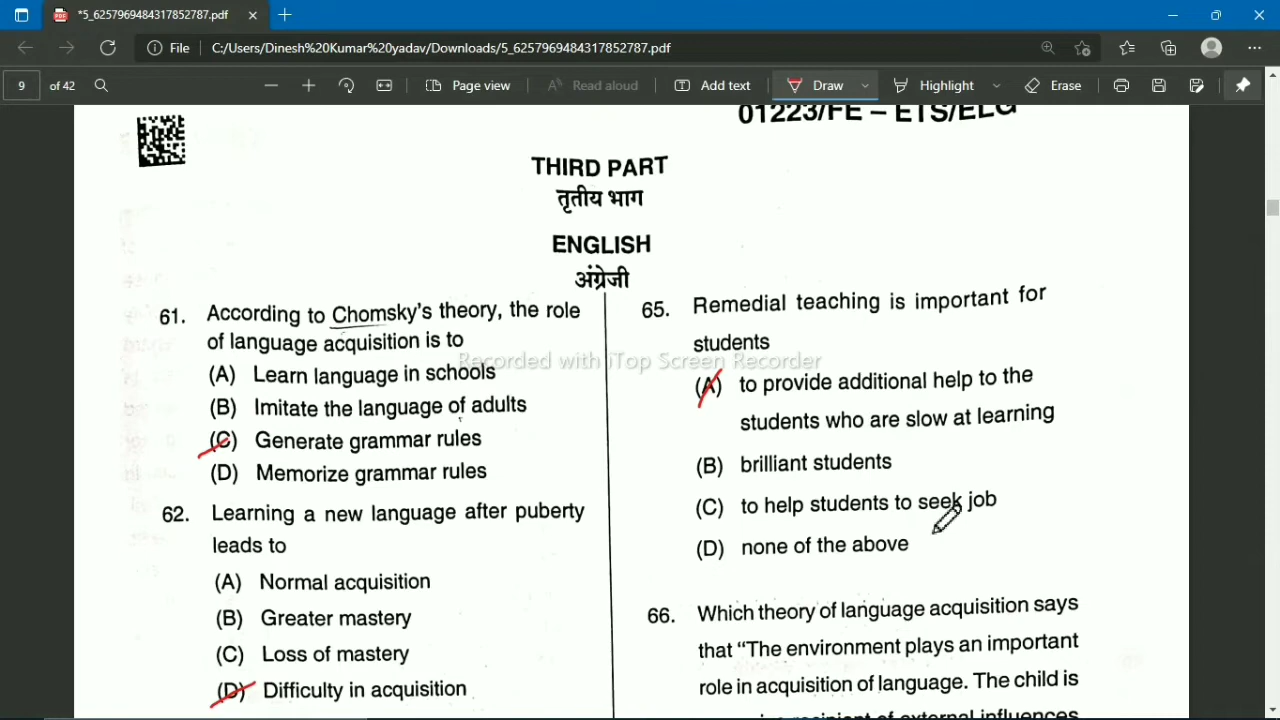 *5_6257969484317852787.pdf
File C:/Users/Dinesh%20Kumar%20yadav/Downloads/5_6257969484317852787.pdf
9 of 42 Page view Read aloud Add text Draw Highlight Erase
01223/FE – ETS/ELG
THIRD PART
तृतीय भाग
ENGLISH
अंग्रेजी
61. According to Chomsky's theory, the role
of language acquisition is to
(A) Learn language in schools
(B) Imitate the language of adults
(C) Generate grammar rules
(D) Memorize grammar rules
62. Learning a new language after puberty
leads to
(A) Normal acquisition
(B) Greater mastery
(C) Loss of mastery
(D) Difficulty in acquisition
65. Remedial teaching is important for
students
(A) to provide additional help to the
students who are slow at learning
(B) brilliant students
(C) to help students to seek job
(D) none of the above
66. Which theory of language acquisition says
that “The environment plays an important
role in acquisition of language. The child is
recipient of external influences
Recorded with iTop Screen Recorder